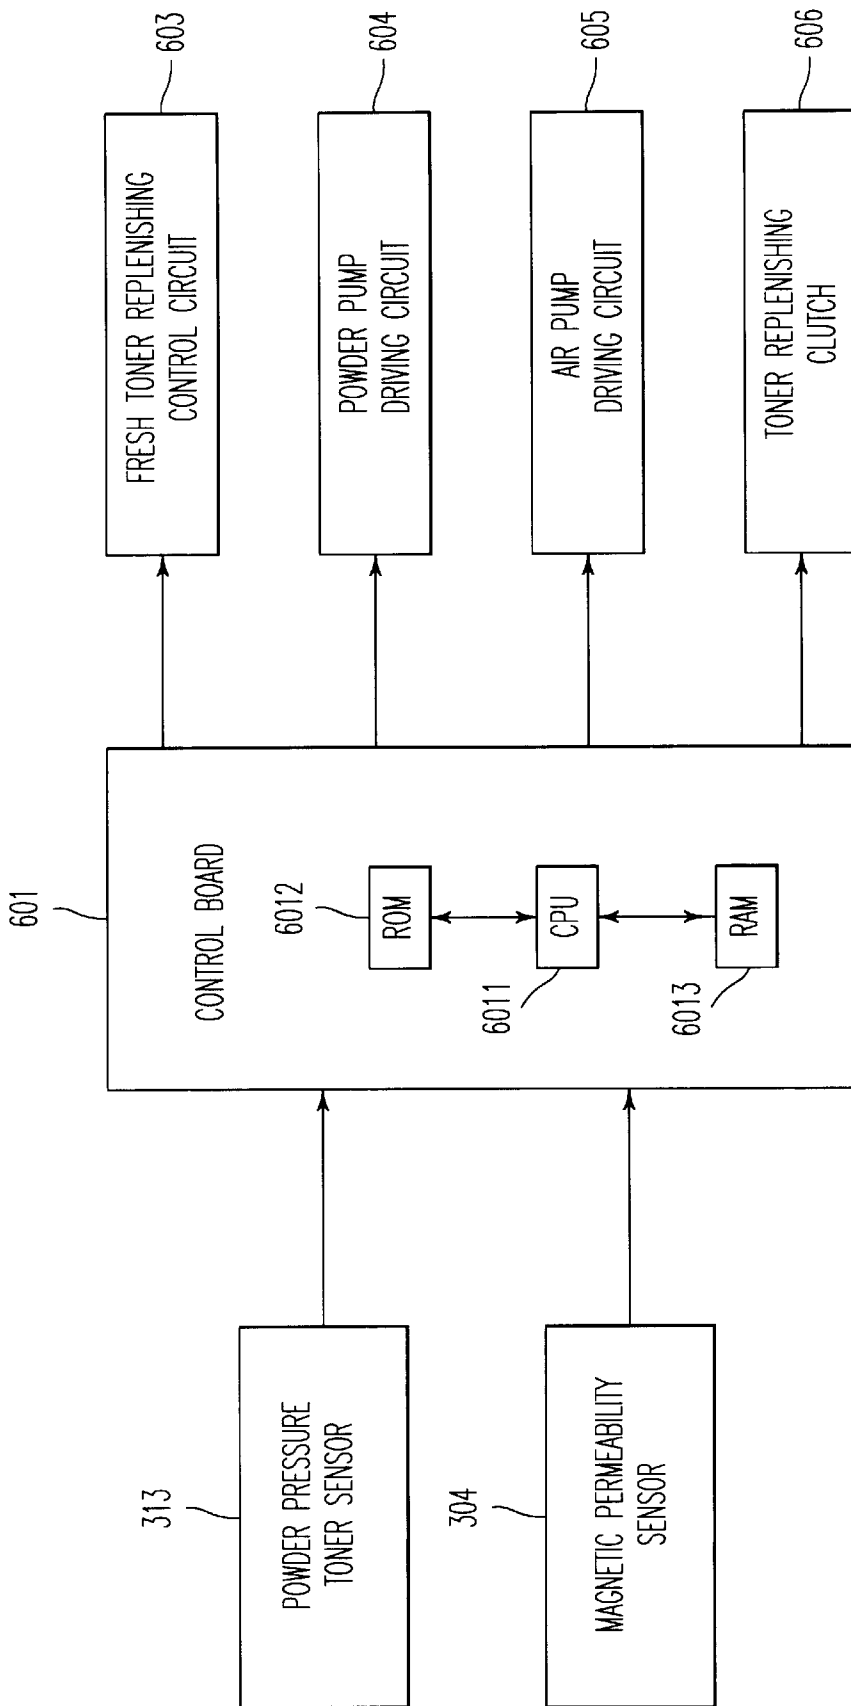 601
CONTROL BOARD
6012
ROM
CPU
6011
RAM
6013
313
POWDER PRESSURE
TONER SENSOR
304
MAGNETIC PERMEABILITY
SENSOR
FRESH TONER REPLENISHING
CONTROL CIRCUIT
603
POWDER PUMP
DRIVING CIRCUIT
604
AIR PUMP
DRIVING CIRCUIT
605
TONER REPLENISHING
CLUTCH
606